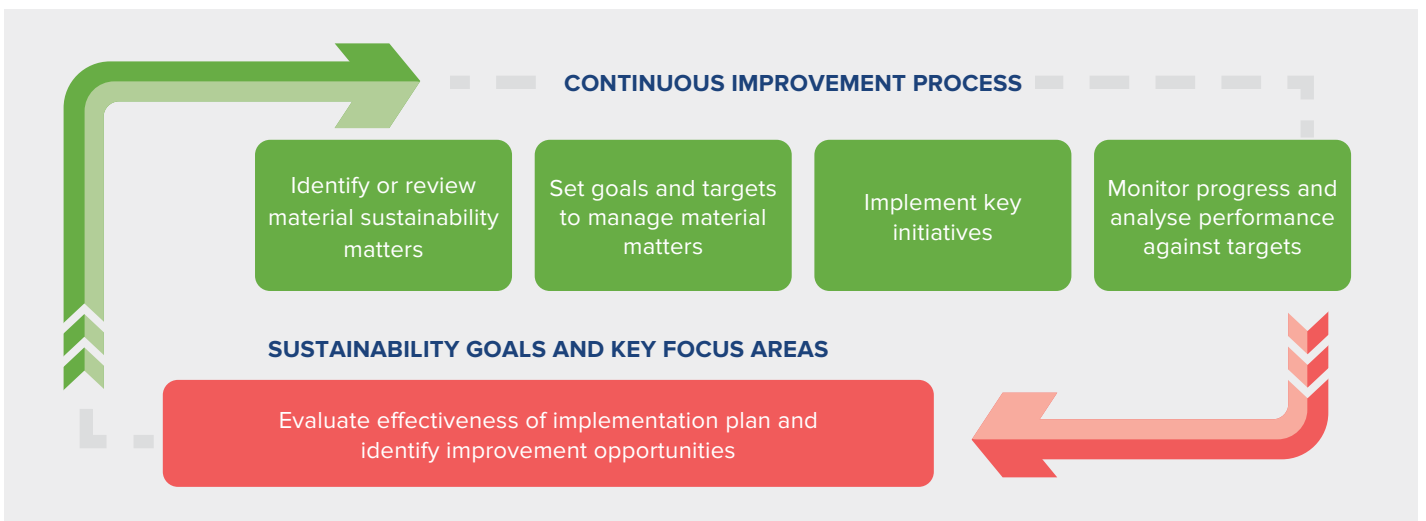 CONTINUOUS IMPROVEMENT PROCESS
Identify or review
material sustainability
matters
Set goals and targets
to manage material
matters
Implement key
initiatives
Monitor progress and
analyse performance
against targets
SUSTAINABILITY GOALS AND KEY FOCUS AREAS
Evaluate effectiveness of implementation plan and
identify improvement opportunities